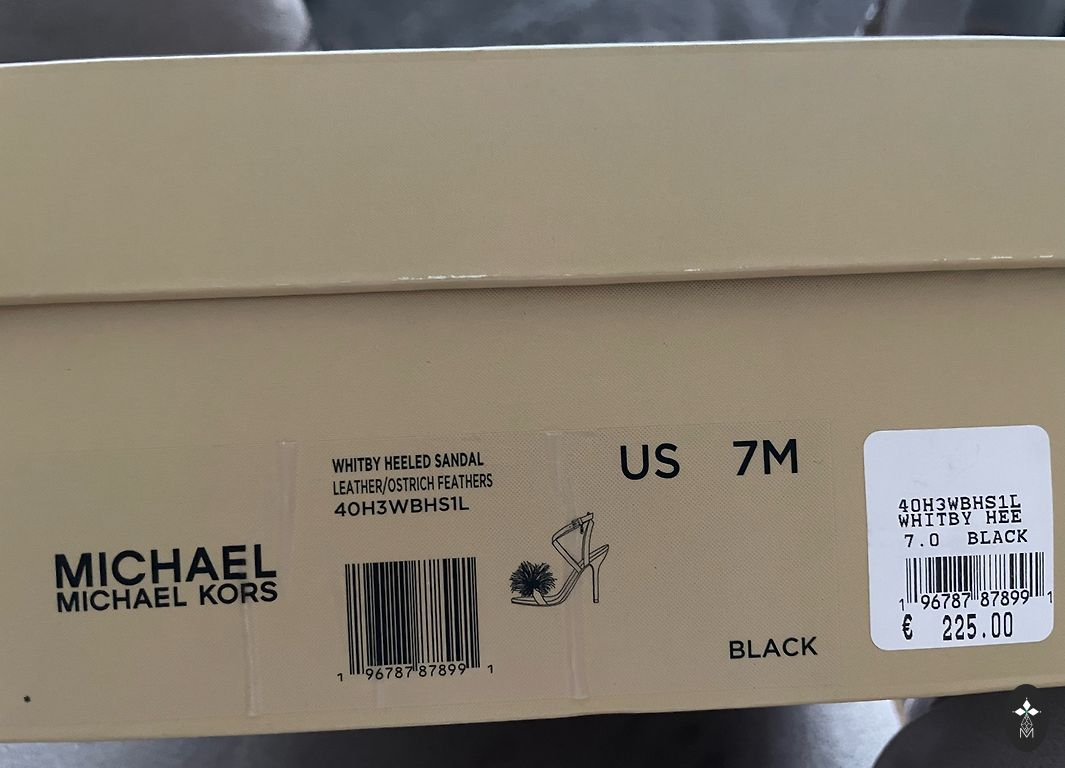 MICHAEL
MICHAEL KORS
WHITBY HEELED SANDAL
LEATHER/OSTRICH FEATHERS
40H3WBHS1L
1 96787 87899 1
US 7M
BLACK
40H3WBHS1L
WHITBY HEE
7.0 BLACK
1 96787 87899 1
€ 225.00
M